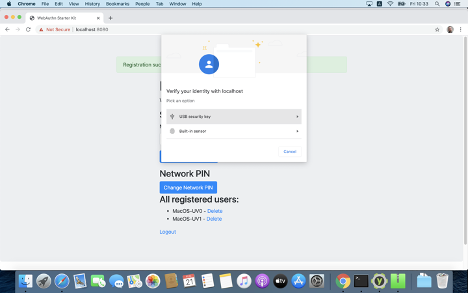 Chrome File Edit View History Bookmarks People Tab Window Help
Fri 10:33
WebAuthn Starter Kit
Not Secure | localhost:8080
Registration suc
Verify your identity with localhost
Pick an option
USB security key
Built-in sensor
Cancel
Network PIN
Change Network PIN
All registered users:
• MacOS-UV0 - Delete
• MacOS-UV1 - Delete
Logout